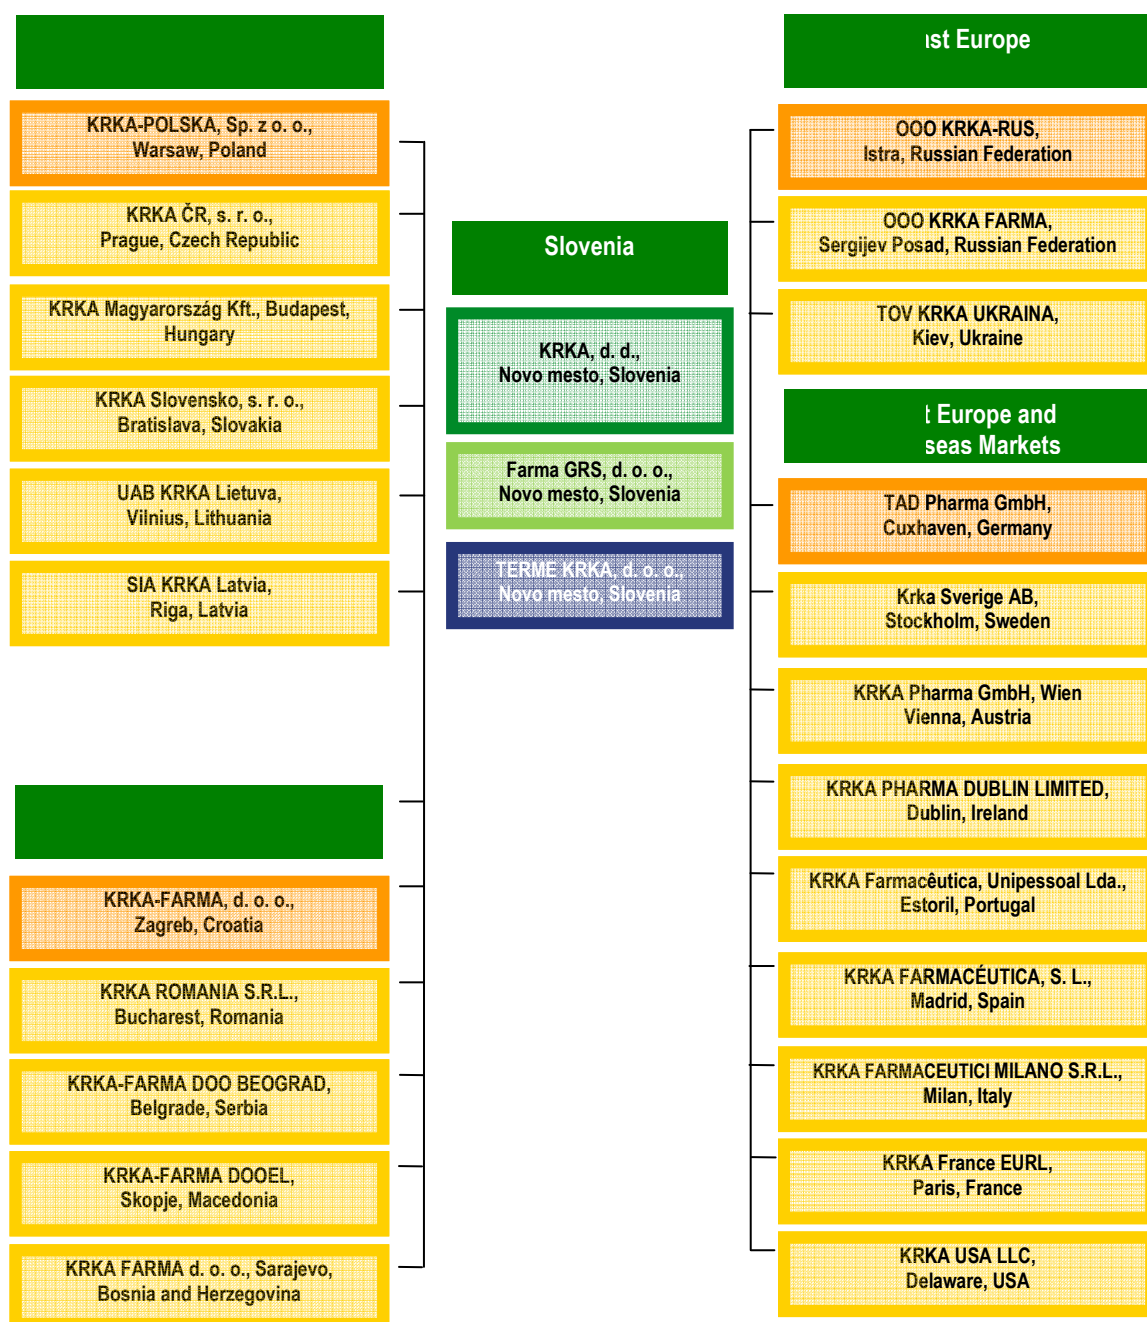 KRKA-POLSKA, Sp. z o. o.,
Warsaw, Poland
KRKA ČR, s. r. o.,
Prague, Czech Republic
KRKA Magyarország Kft., Budapest,
Hungary
KRKA Slovensko, s. r. o.,
Bratislava, Slovakia
UAB KRKA Lietuva,
Vilnius, Lithuania
SIA KRKA Latvia,
Riga, Latvia
KRKA-FARMA, d. o. o.,
Zagreb, Croatia
KRKA ROMANIA S.R.L.,
Bucharest, Romania
KRKA-FARMA DOO BEOGRAD,
Belgrade, Serbia
KRKA-FARMA DOOEL,
Skopje, Macedonia
KRKA FARMA d. o. o., Sarajevo,
Bosnia and Herzegovina
Slovenia
KRKA, d. d.,
Novo mesto, Slovenia
Farma GRS, d. o. o.,
Novo mesto, Slovenia
TERME KRKA, d. o. o.,
Novo mesto, Slovenia
Europe
OOO KRKA-RUS,
Istra, Russian Federation
OOO KRKA FARMA,
Sergijev Posad, Russian Federation
TOV KRKA UKRAINA,
Kiev, Ukraine
Europe and
Markets
TAD Pharma GmbH,
Cuxhaven, Germany
Krka Sverige AB,
Stockholm, Sweden
KRKA Pharma GmbH, Wien
Vienna, Austria
KRKA PHARMA DUBLIN LIMITED,
Dublin, Ireland
KRKA Farmacêutica, Unipessoal Lda.,
Estoril, Portugal
KRKA FARMACÉUTICA, S. L.,
Madrid, Spain
KRKA FARMACEUTICI MILANO S.R.L.,
Milan, Italy
KRKA France EURL,
Paris, France
KRKA USA LLC,
Delaware, USA